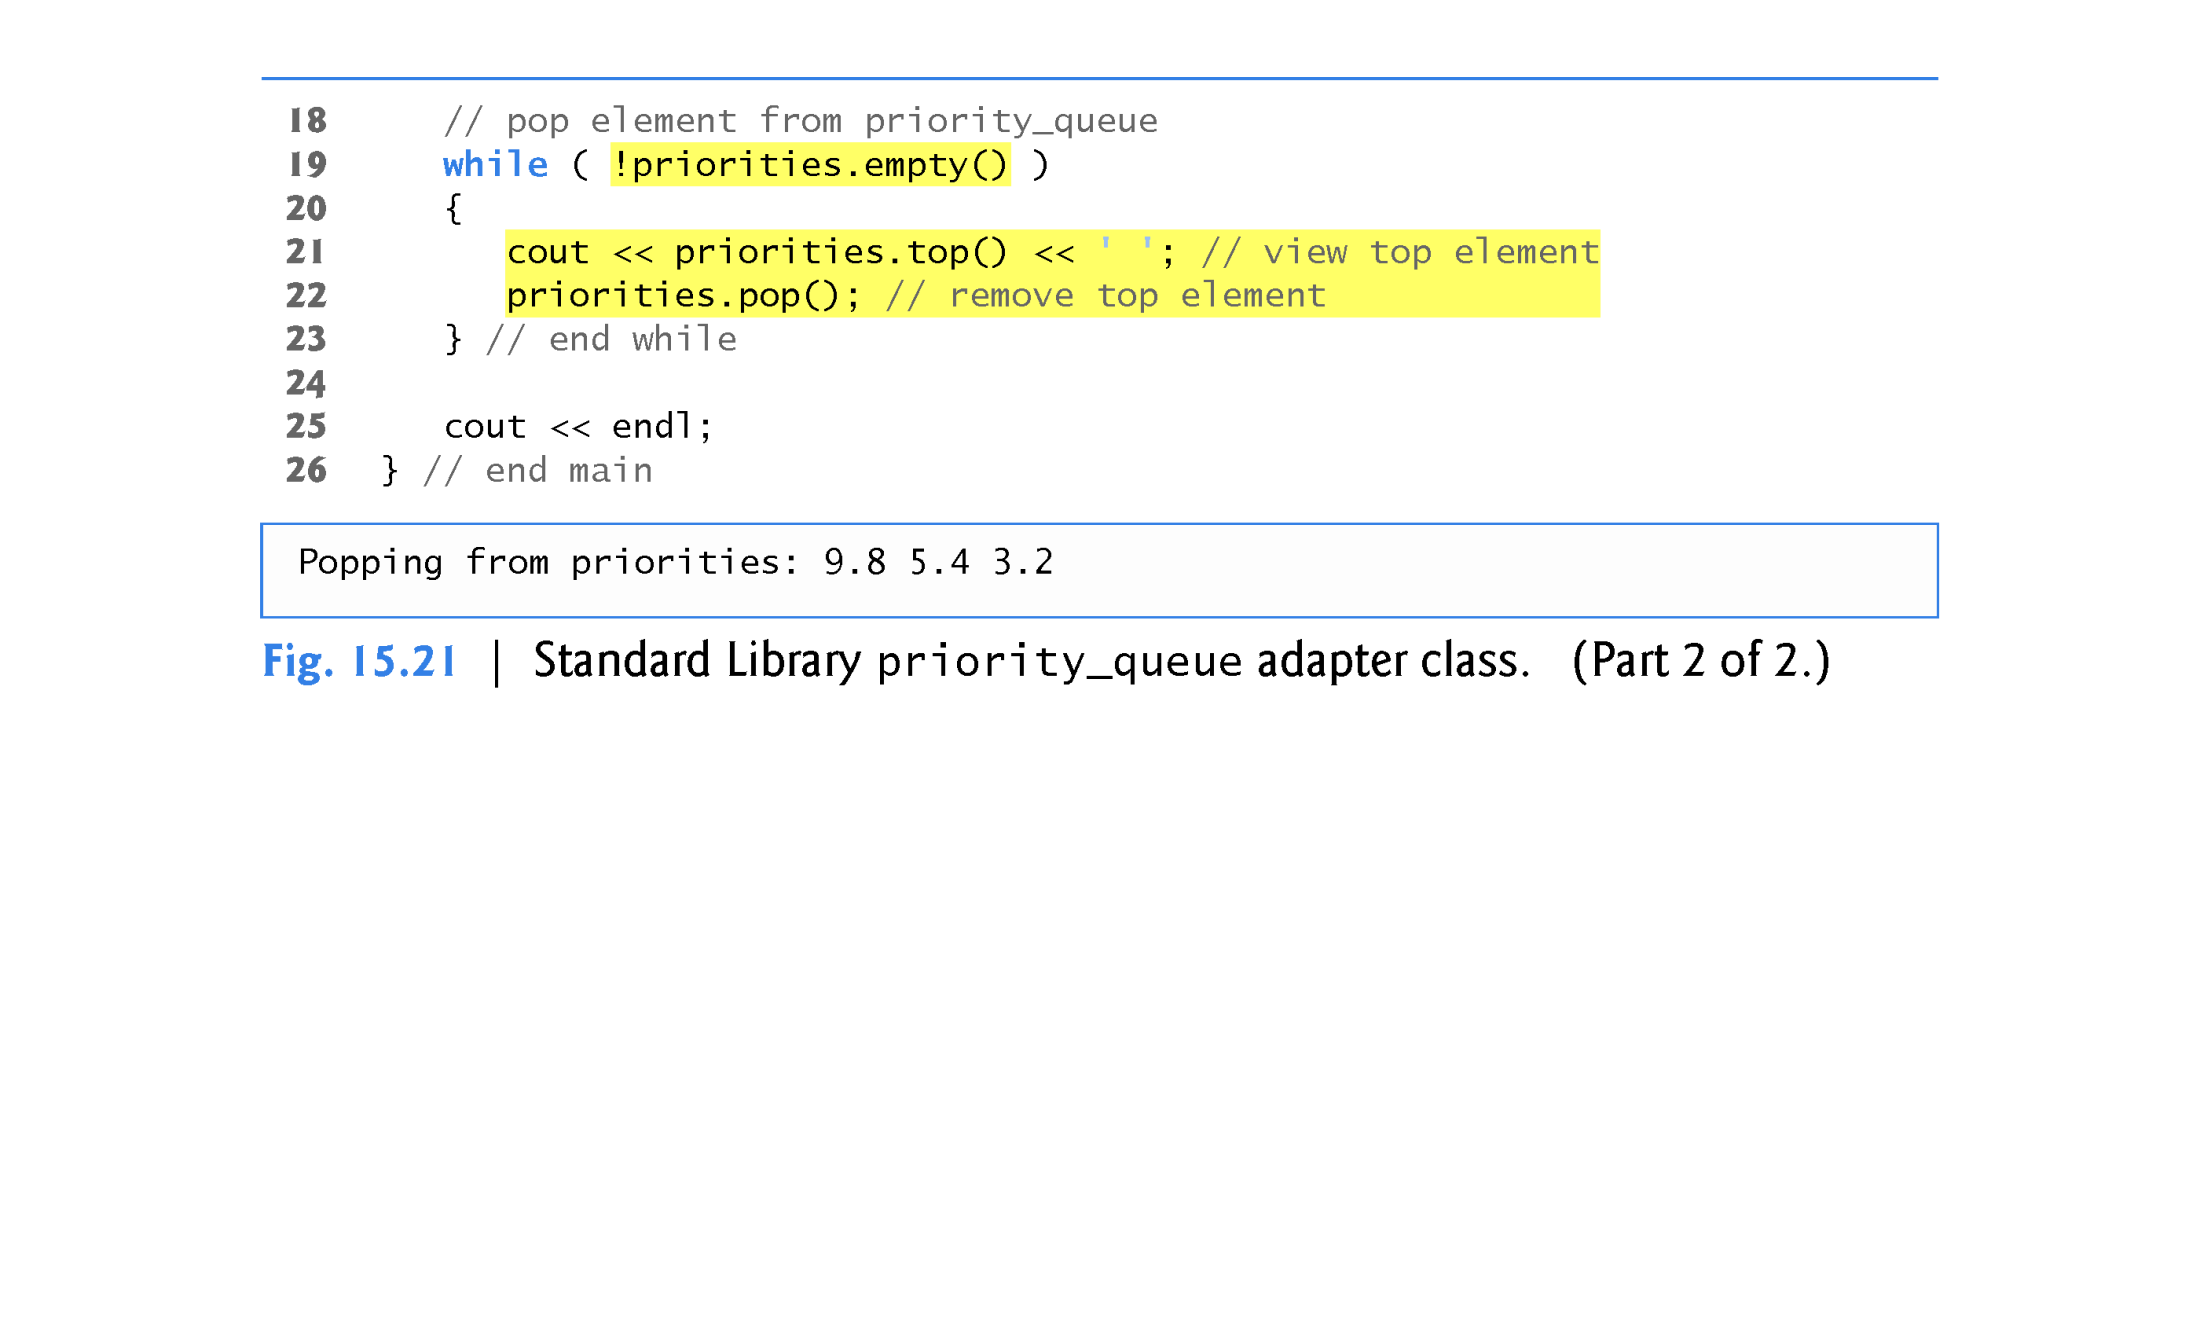 18 // pop element from priority_queue
19 while ( !priorities.empty() )
20 {
21 cout << priorities.top() << ' '; // view top element
22 priorities.pop(); // remove top element
23 } // end while
24
25 cout << endl;
26 } // end main
Popping from priorities: 9.8 5.4 3.2
Fig. 15.21 | Standard Library priority_queue adapter class. (Part 2 of 2.)